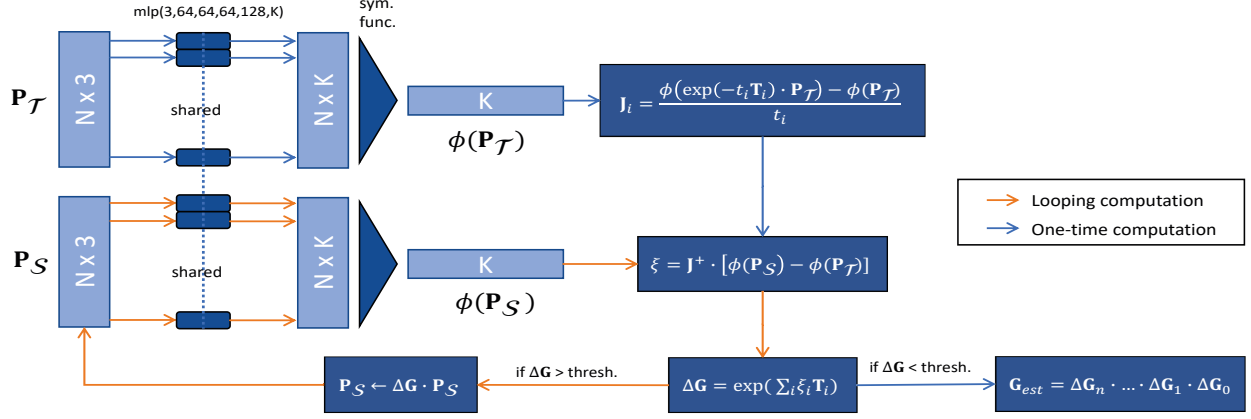 mlp(3,64,64,64,128,K)
sym.
func.
P_𝒯
N x 3
shared
N x K
K
ϕ(P_𝒯)
J_i = (ϕ(exp(−t_i T_i) · P_𝒯) − ϕ(P_𝒯)) / t_i
P_𝒮
N x 3
shared
N x K
K
ϕ(P_𝒮)
ξ = J⁺ · [ϕ(P_𝒮) − ϕ(P_𝒯)]
Looping computation
One-time computation
P_𝒮 ← ΔG · P_𝒮
if ΔG > thresh.
ΔG = exp( ∑_i ξ_i T_i)
if ΔG < thresh.
G_est = ΔG_n · … · ΔG_1 · ΔG_0